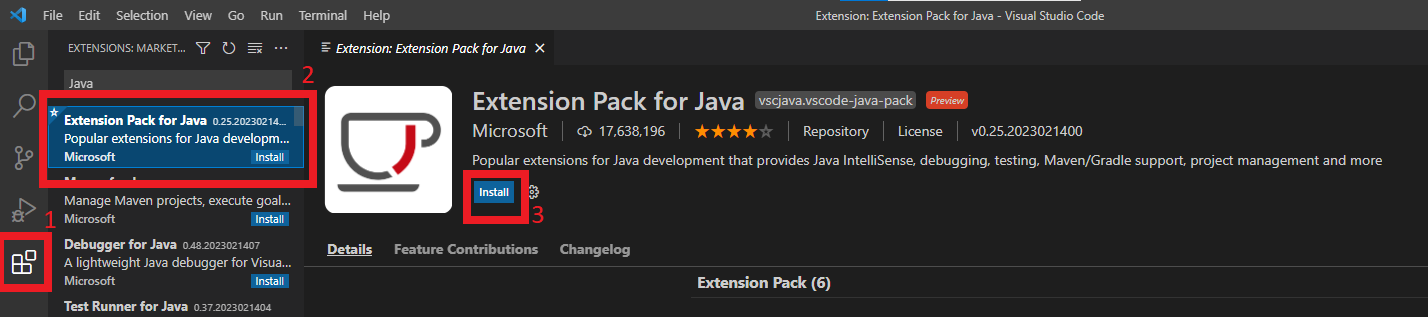 File Edit Selection View Go Run Terminal Help
Extension: Extension Pack for Java - Visual Studio Code
EXTENSIONS: MARKET...
Java
2
Extension Pack for Java 0.25.20230214...
Popular extensions for Java developm...
Microsoft Install
Manage Maven projects, execute goal...
Microsoft Install
1
Debugger for Java 0.48.2023021407
A lightweight Java debugger for Visua...
Microsoft Install
Test Runner for Java 0.37.2023021404
Extension: Extension Pack for Java
Extension Pack for Java vscjava.vscode-java-pack Preview
Microsoft 17,638,196 Repository License v0.25.2023021400
Popular extensions for Java development that provides Java IntelliSense, debugging, testing, Maven/Gradle support, project management and more
Install
3
Details Feature Contributions Changelog
Extension Pack (6)